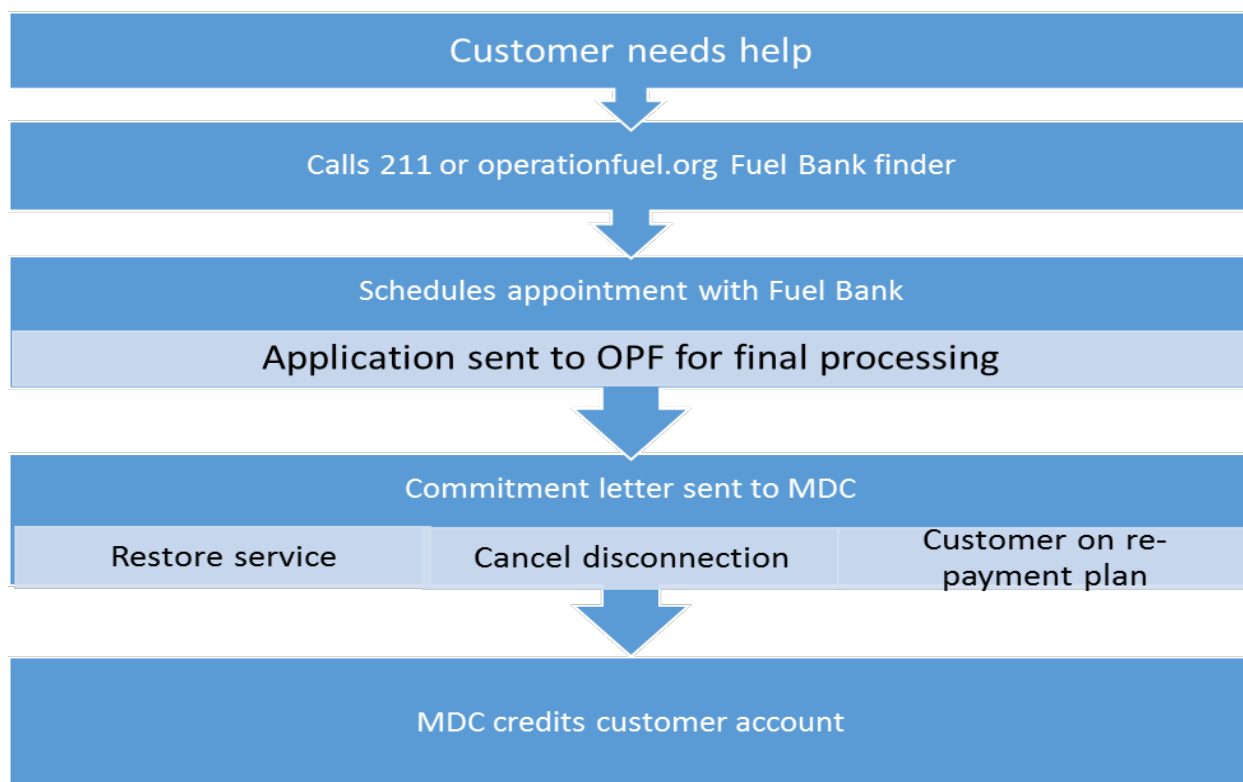 Customer needs help
Calls 211 or operationfuel.org Fuel Bank finder
Schedules appointment with Fuel Bank
Application sent to OPF for final processing
Commitment letter sent to MDC
Restore service
Cancel disconnection
Customer on re-
payment plan
MDC credits customer account